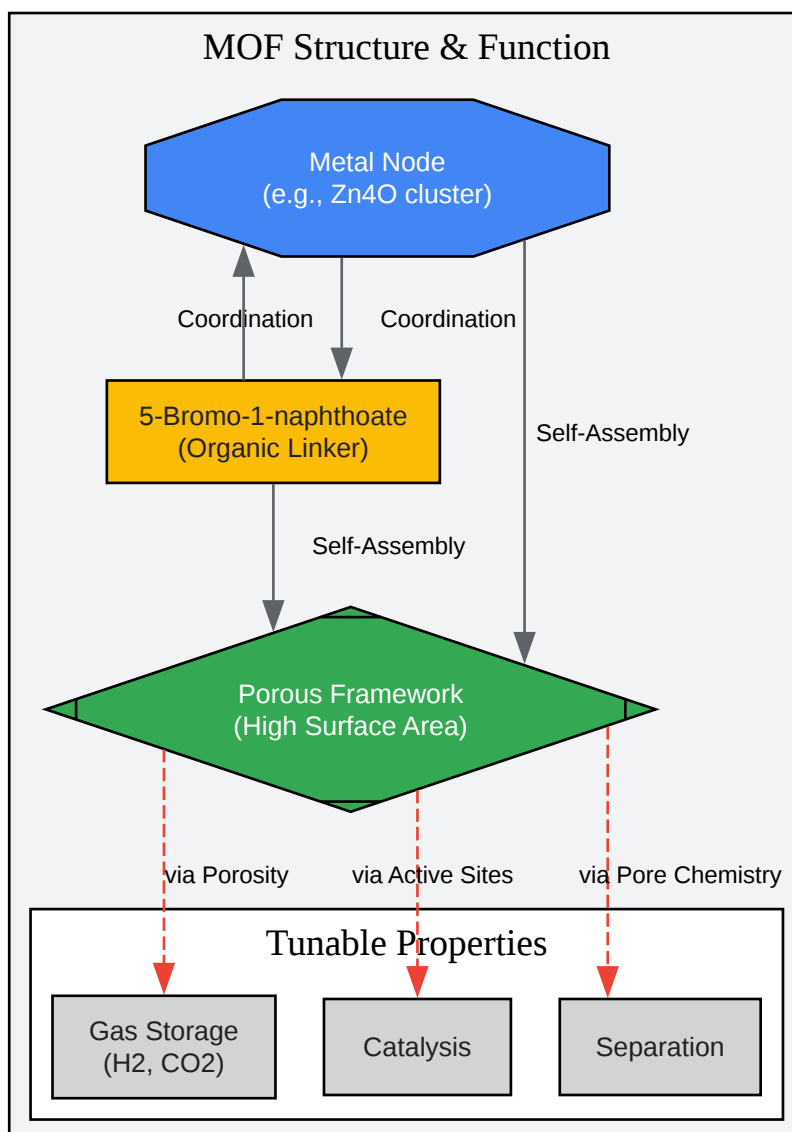 MOF Structure & Function
Metal Node
(e.g., Zn4O cluster)
Coordination
Coordination
5-Bromo-1-naphthoate
(Organic Linker)
Self-Assembly
Self-Assembly
Porous Framework
(High Surface Area)
via Porosity
via Active Sites
via Pore Chemistry
Tunable Properties
Gas Storage
(H2, CO2)
Catalysis
Separation